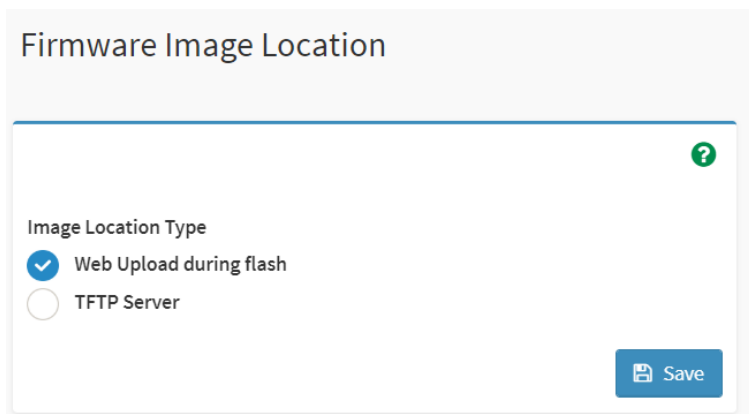 Firmware Image Location
?
Image Location Type
Web Upload during flash
TFTP Server
Save